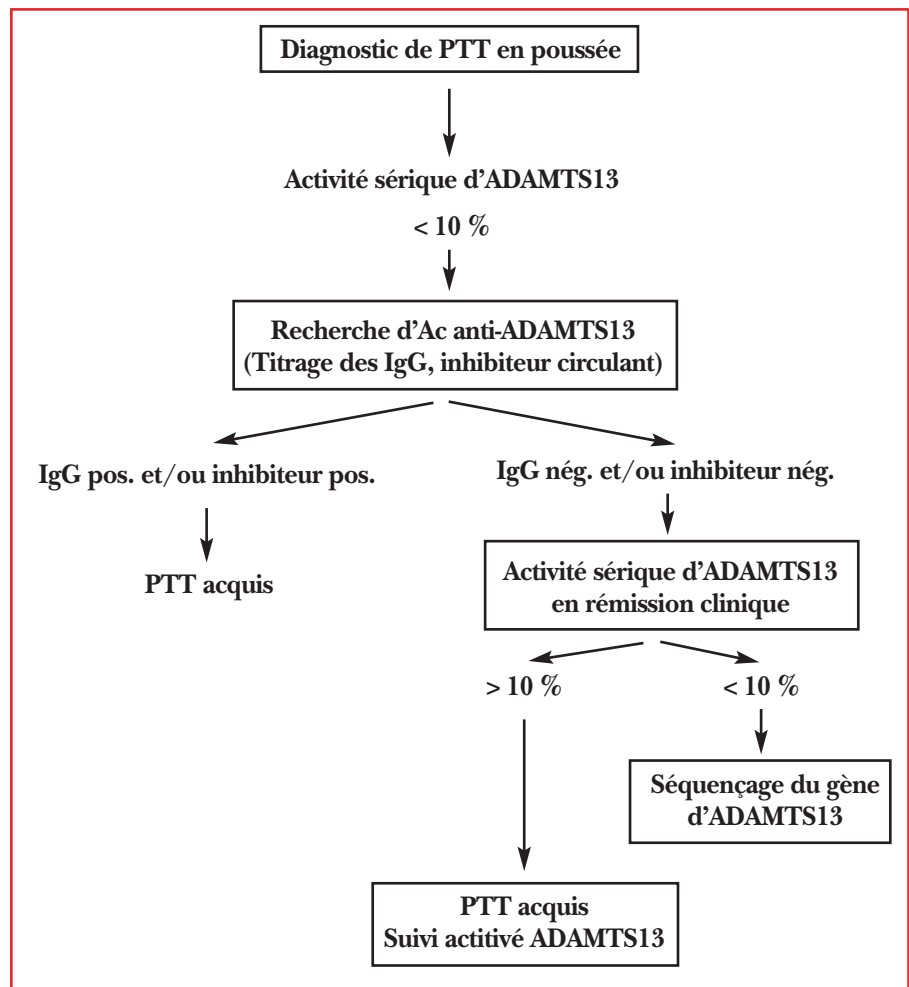 Diagnostic de PTT en poussée
Activité sérique d'ADAMTS13
< 10 %
Recherche d'Ac anti-ADAMTS13
(Titrage des IgG, inhibiteur circulant)
IgG pos. et/ou inhibiteur pos.
IgG nég. et/ou inhibiteur nég.
PTT acquis
Activité sérique d'ADAMTS13
en rémission clinique
> 10 %
< 10 %
Séquençage du gène
d'ADAMTS13
PTT acquis
Suivi actitivé ADAMTS13